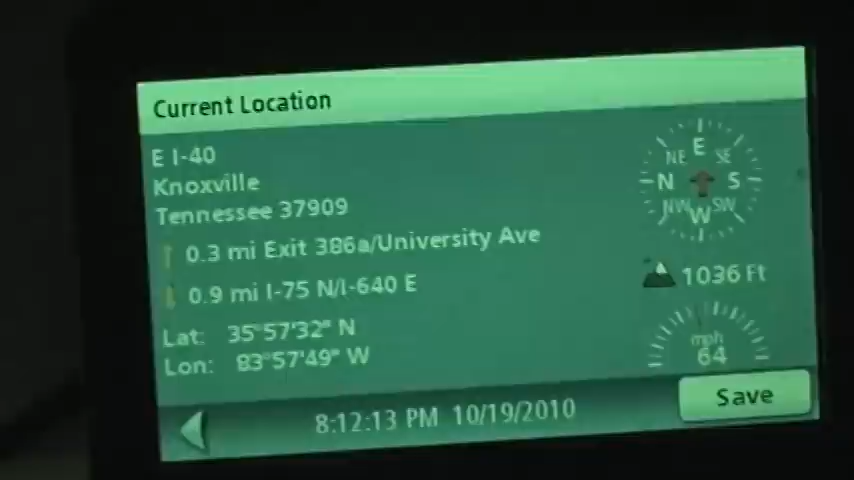 Current Location
E I-40
Knoxville
Tennessee 37909
0.3 mi Exit 386a/University Ave
0.9 mi I-75 N/I-640 E
Lat: 35°57'32" N
Lon: 83°57'49" W
NE E SE
N S
NW W SW
1036 Ft
mph
64
8:12:13 PM 10/19/2010
Save